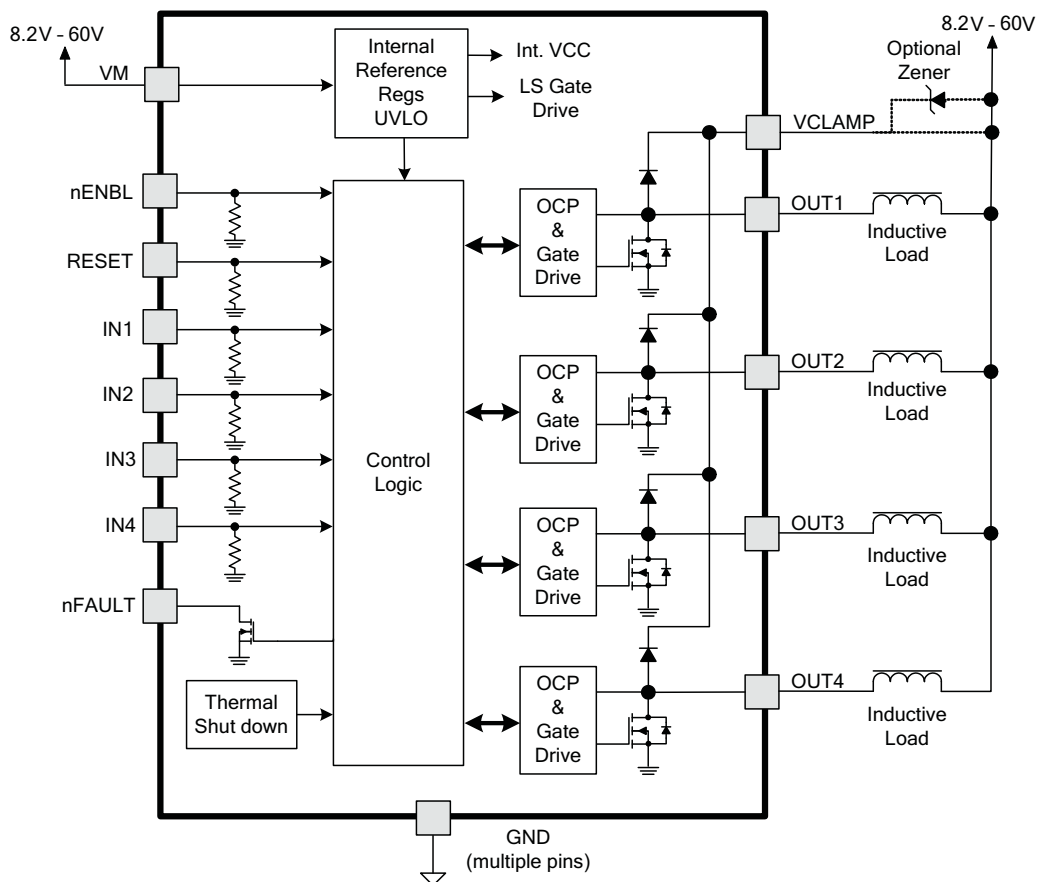 8.2V - 60V
VM
Internal
Reference
Regs
UVLO
Int. VCC
LS Gate
Drive
8.2V - 60V
Optional
Zener
VCLAMP
nENBL
RESET
IN1
IN2
IN3
IN4
nFAULT
Control
Logic
Thermal
Shut down
OCP
&
Gate
Drive
OUT1
Inductive
Load
OCP
&
Gate
Drive
OUT2
Inductive
Load
OCP
&
Gate
Drive
OUT3
Inductive
Load
OCP
&
Gate
Drive
OUT4
Inductive
Load
GND
(multiple pins)